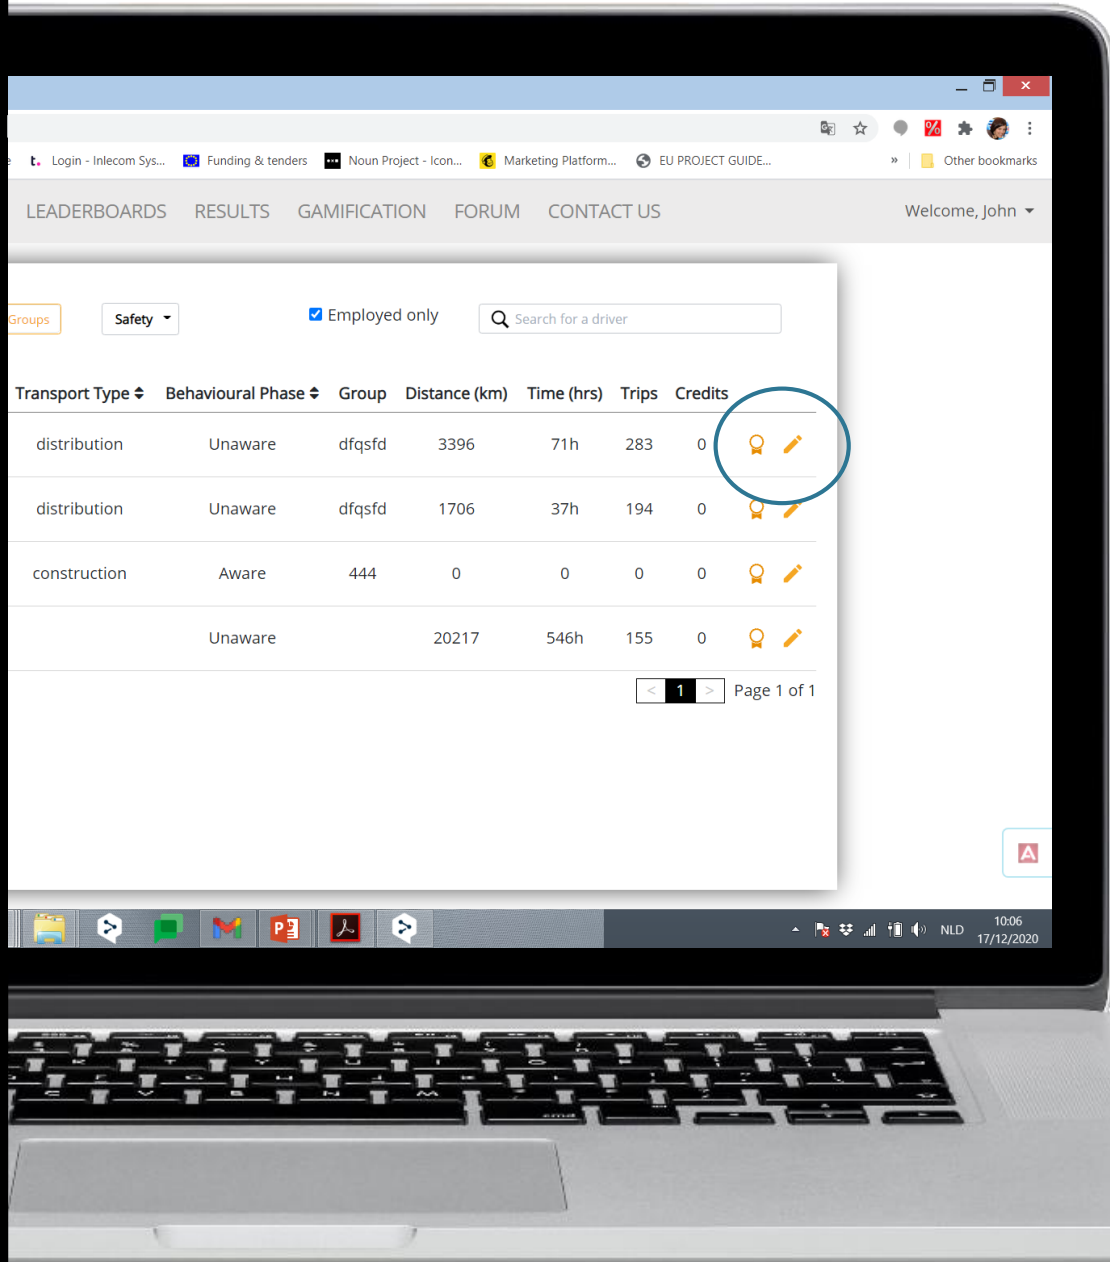 Login - Inlecom Sys... Funding & tenders Noun Project - Icon... Marketing Platform... EU PROJECT GUIDE... » Other bookmarks
LEADERBOARDS RESULTS GAMIFICATION FORUM CONTACT US Welcome, John
Groups Safety Employed only Search for a driver
Transport Type Behavioural Phase Group Distance (km) Time (hrs) Trips Credits
distribution Unaware dfqsfd 3396 71h 283 0
distribution Unaware dfqsfd 1706 37h 194 0
construction Aware 444 0 0 0 0
Unaware 20217 546h 155 0
< 1 > Page 1 of 1
NLD 10:06
17/12/2020
cmd